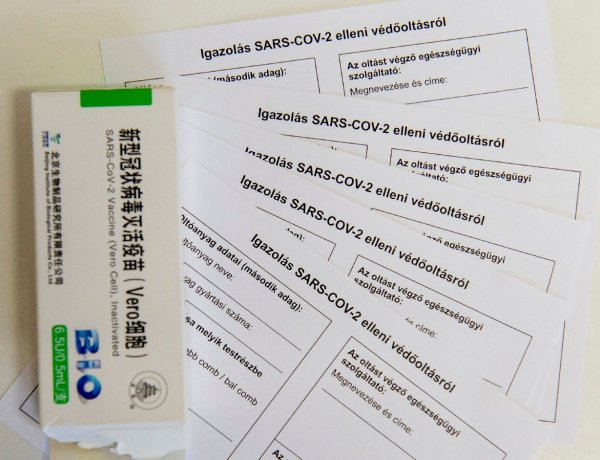 Igazolás SARS-COV-2 elleni védőoltásról
(második adag):
Az oltást végző egészségügyi
szolgáltató:
Megnevezése és címe:
Igazolás SARS-COV-2 elleni védőoltásról
Az oltást végző egészségügyi
Igazolás SARS-COV-2 elleni védőoltásról
Az oltást végző egészségügyi
Igazolás SARS-COV-2 elleni védőoltásról
adag):
Az oltást végző egészségügyi
szolgáltató:
és címe:
Igazolás SARS-COV-2 elleni védőoltásról
Oltóanyag adatai (második adag):
neve:
gyártási száma:
melyik testrészbe
comb / bal comb
Az oltást végző egészségügyi
szolgáltató:
Megnevezése és címe:
Az
新型冠状病毒灭活疫苗（Vero细胞）
SARS-CoV-2 Vaccine (Vero Cell), Inactivated
北京生物制品研究所有限责任公司
Beijing Institute of Biological Products Co., Ltd.
BIO
6.5U/0.5mL/支